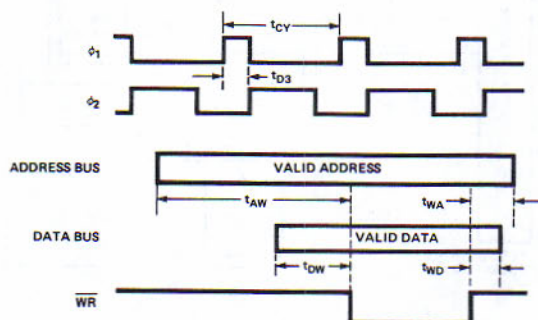 tCY
ϕ1
tD3
ϕ2
ADDRESS BUS VALID ADDRESS
tAW tWA
DATA BUS VALID DATA
tDW tWD
WR